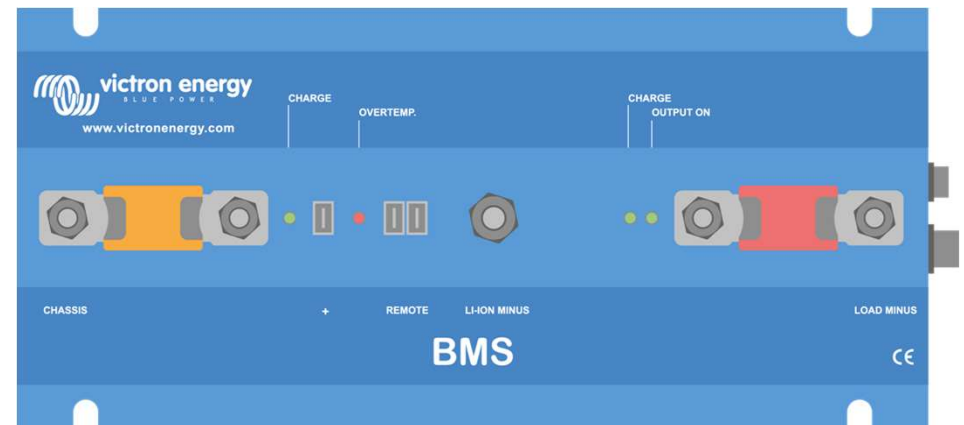 victron energy
BLUE POWER
www.victronenergy.com
CHARGE
OVERTEMP.
CHARGE
OUTPUT ON
CHASSIS
+
REMOTE
LI-ION MINUS
LOAD MINUS
BMS
CE